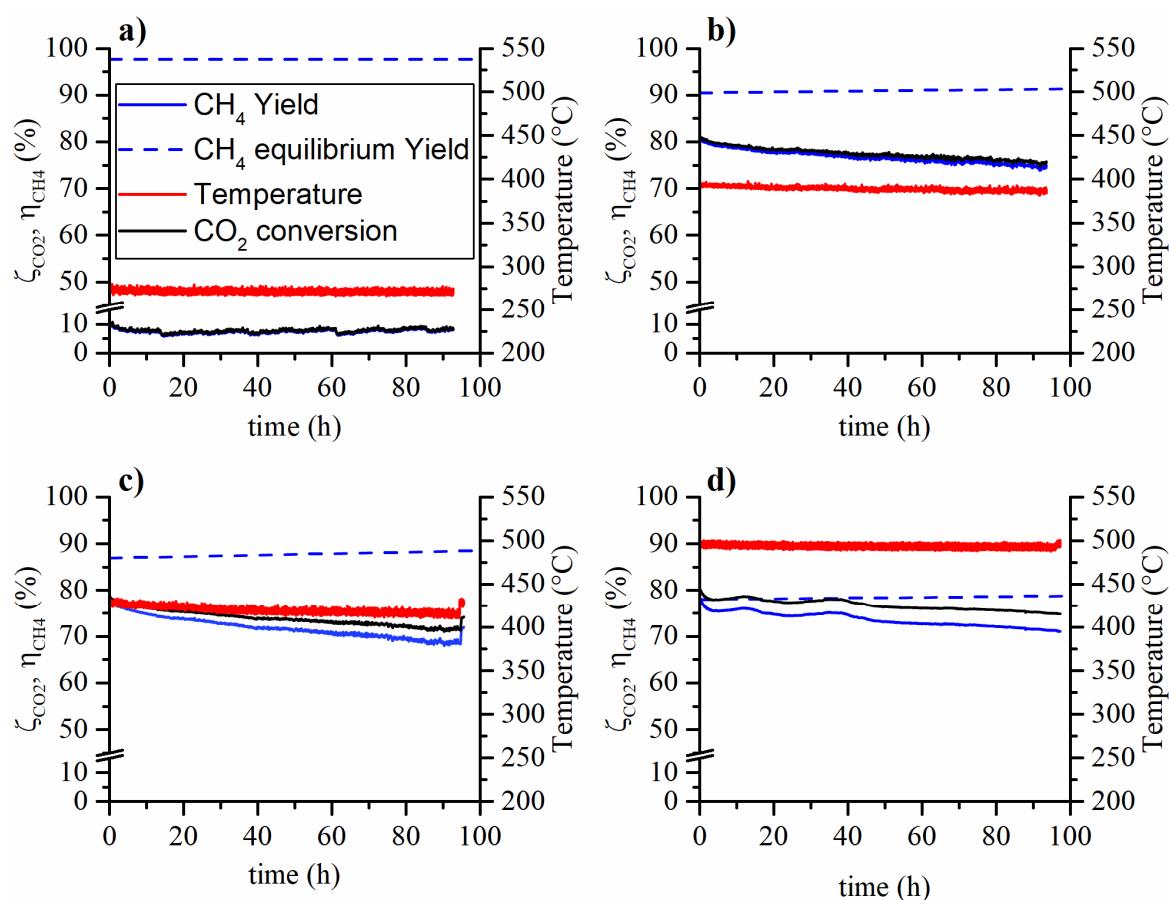 a)
100
90
80
70
60
50
10
0
ζCO2, ηCH4 (%)
550
500
450
400
350
300
250
200
Temperature (°C)
CH4 Yield
CH4 equilibrium Yield
Temperature
CO2 conversion
0 20 40 60 80 100
time (h)
b)
100
90
80
70
60
50
10
0
ζCO2, ηCH4 (%)
550
500
450
400
350
300
250
200
Temperature (°C)
0 20 40 60 80 100
time (h)
c)
100
90
80
70
60
50
10
0
ζCO2, ηCH4 (%)
550
500
450
400
350
300
250
200
Temperature (°C)
0 20 40 60 80 100
time (h)
d)
100
90
80
70
60
50
10
0
ζCO2, ηCH4 (%)
550
500
450
400
350
300
250
200
Temperature (°C)
0 20 40 60 80 100
time (h)